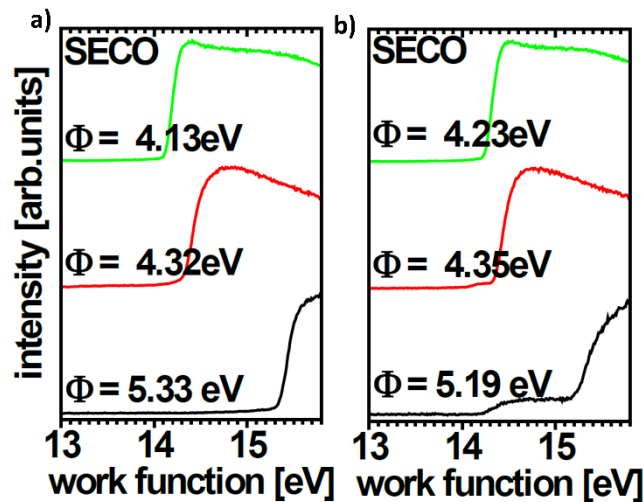 a)
SECO
Φ = 4.13eV
Φ = 4.32eV
Φ = 5.33 eV
13 14 15
work function [eV]
intensity [arb.units]
b)
SECO
Φ = 4.23eV
Φ = 4.35eV
Φ = 5.19 eV
13 14 15
work function [eV]